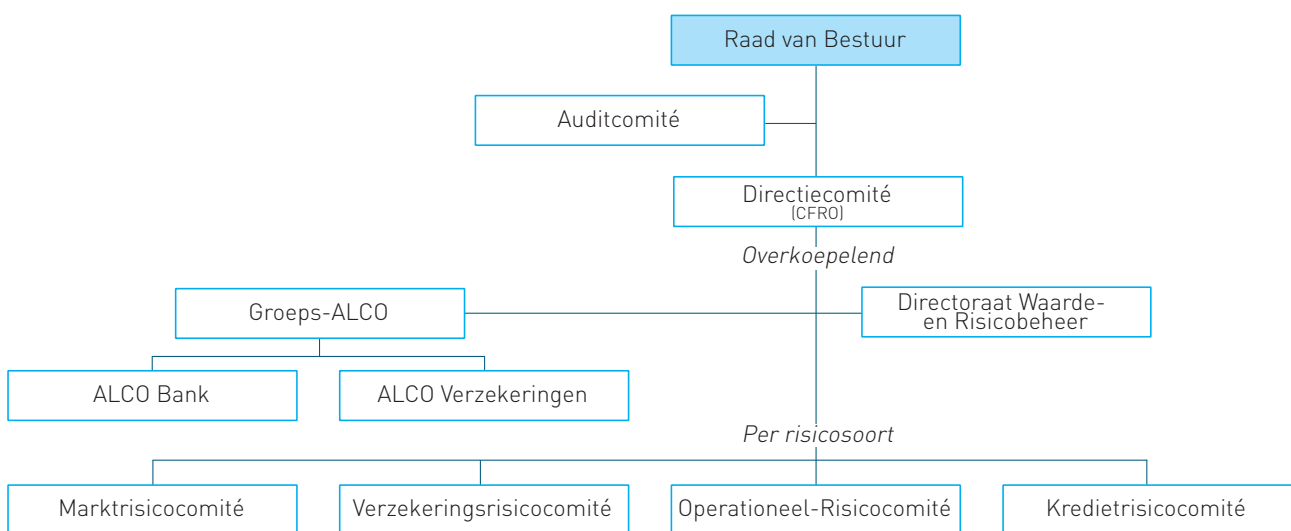 Raad van Bestuur
Auditcomité
Directiecomité
(CFRO)
Overkoepelend
Groeps-ALCO
Directoraat Waarde-
en Risicobeheer
ALCO Bank
ALCO Verzekeringen
Per risicosoort
Marktrisicocomité
Verzekeringsrisicocomité
Operationeel-Risicocomité
Kredietrisicocomité